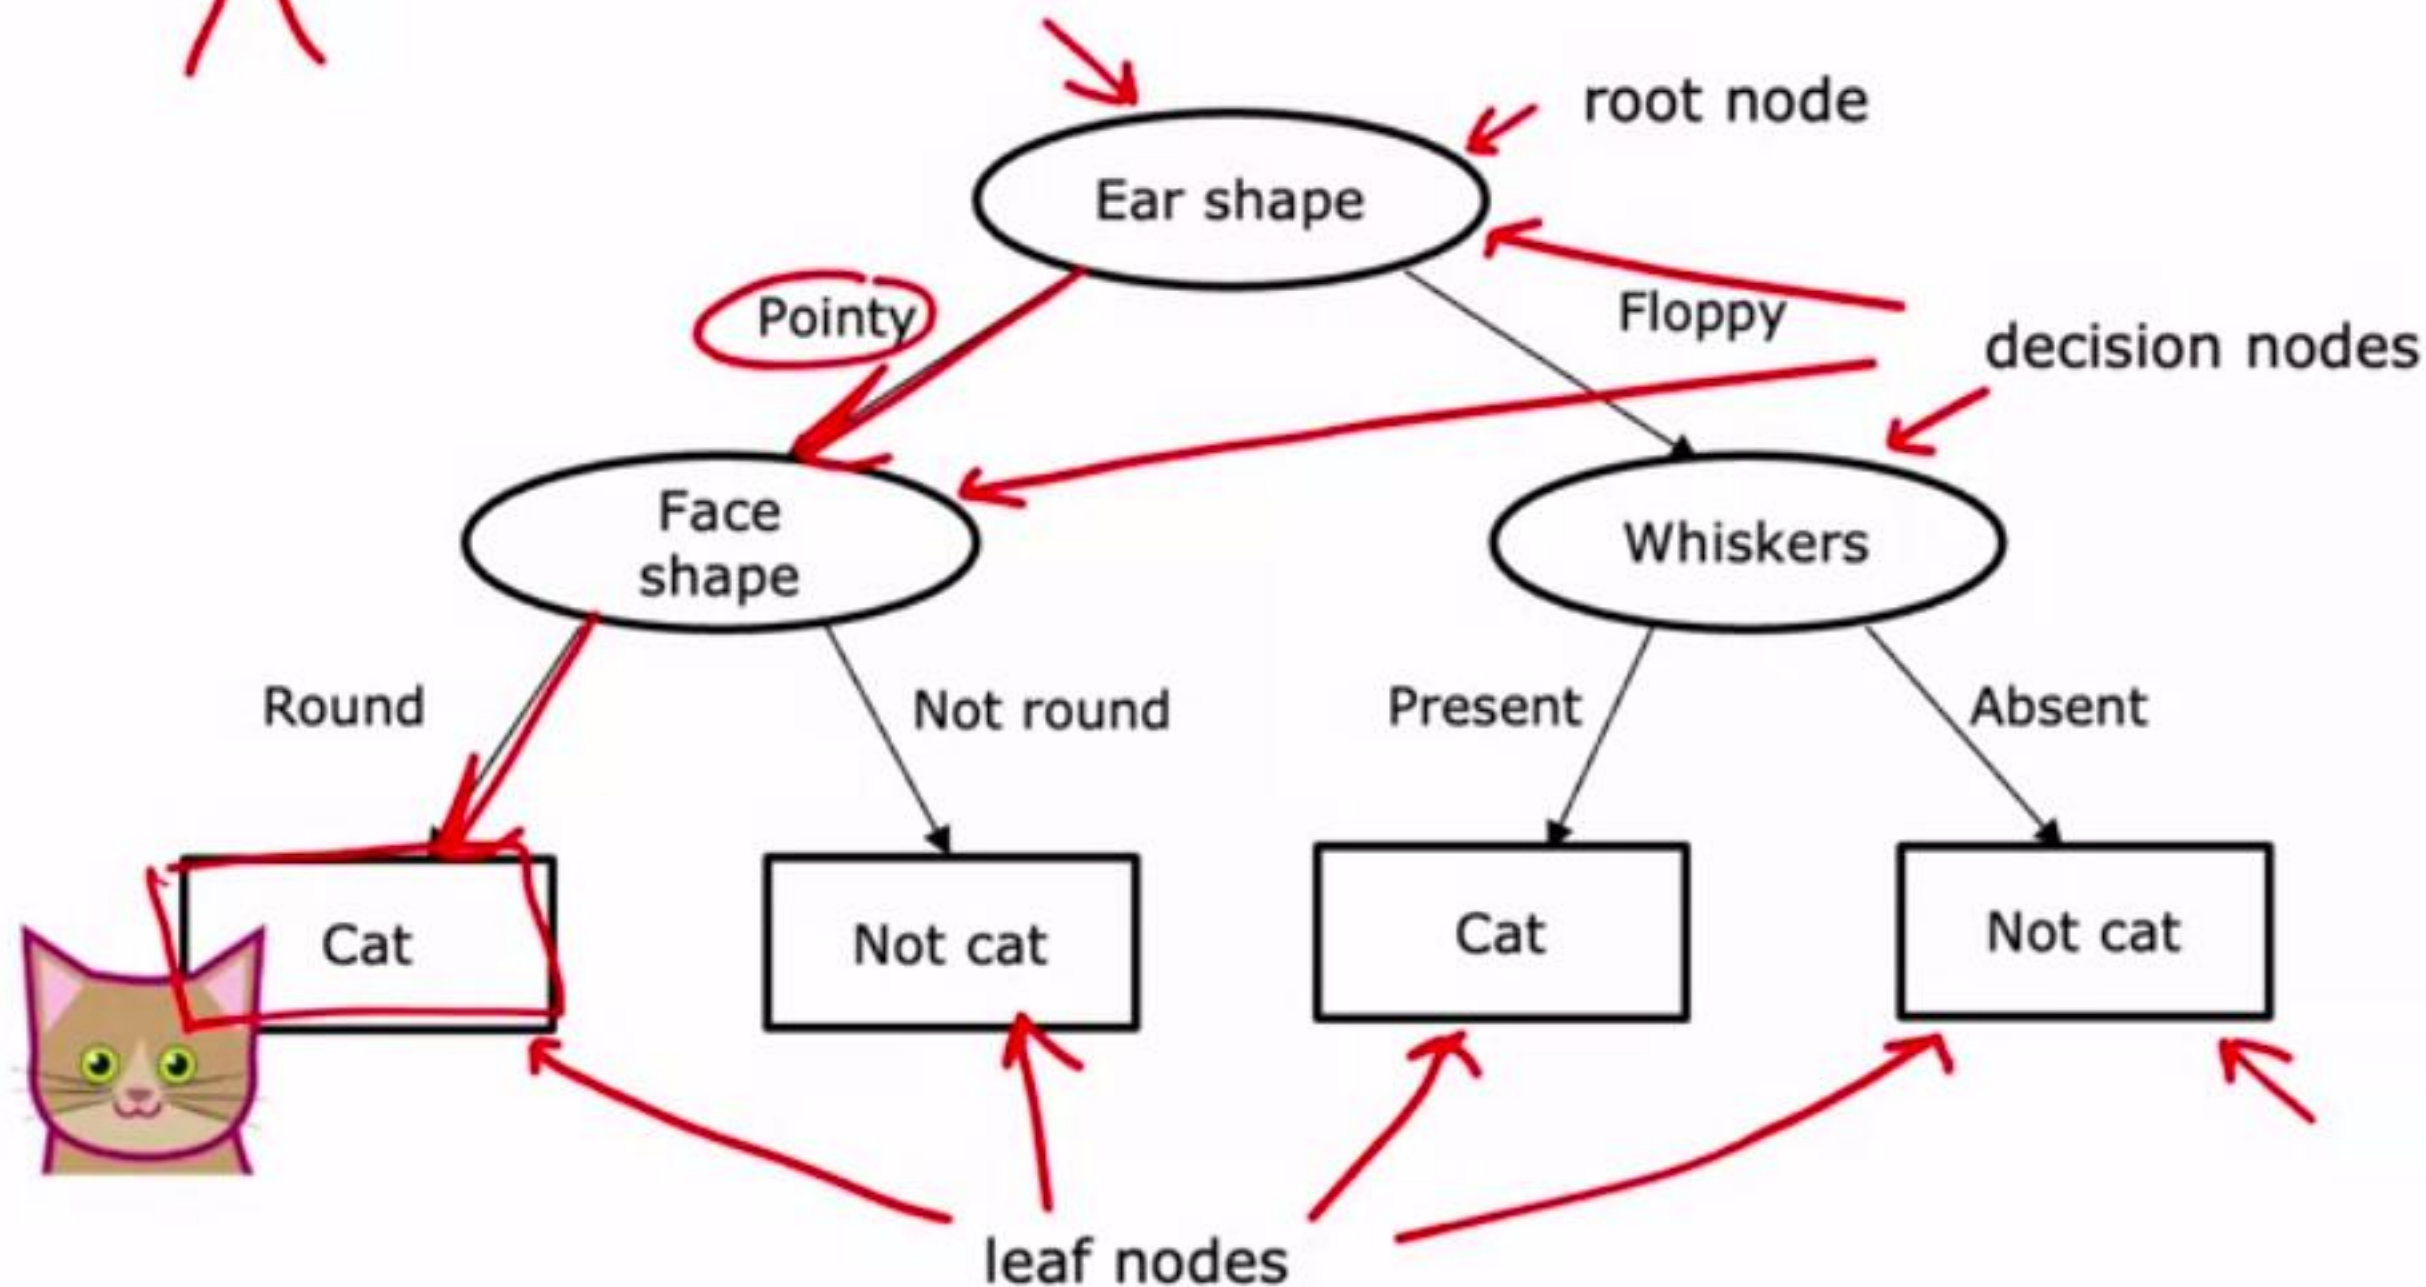 root node
Ear shape
Pointy
Floppy
decision nodes
Face
shape
Whiskers
Round
Not round
Present
Absent
Cat
Not cat
Cat
Not cat
leaf nodes